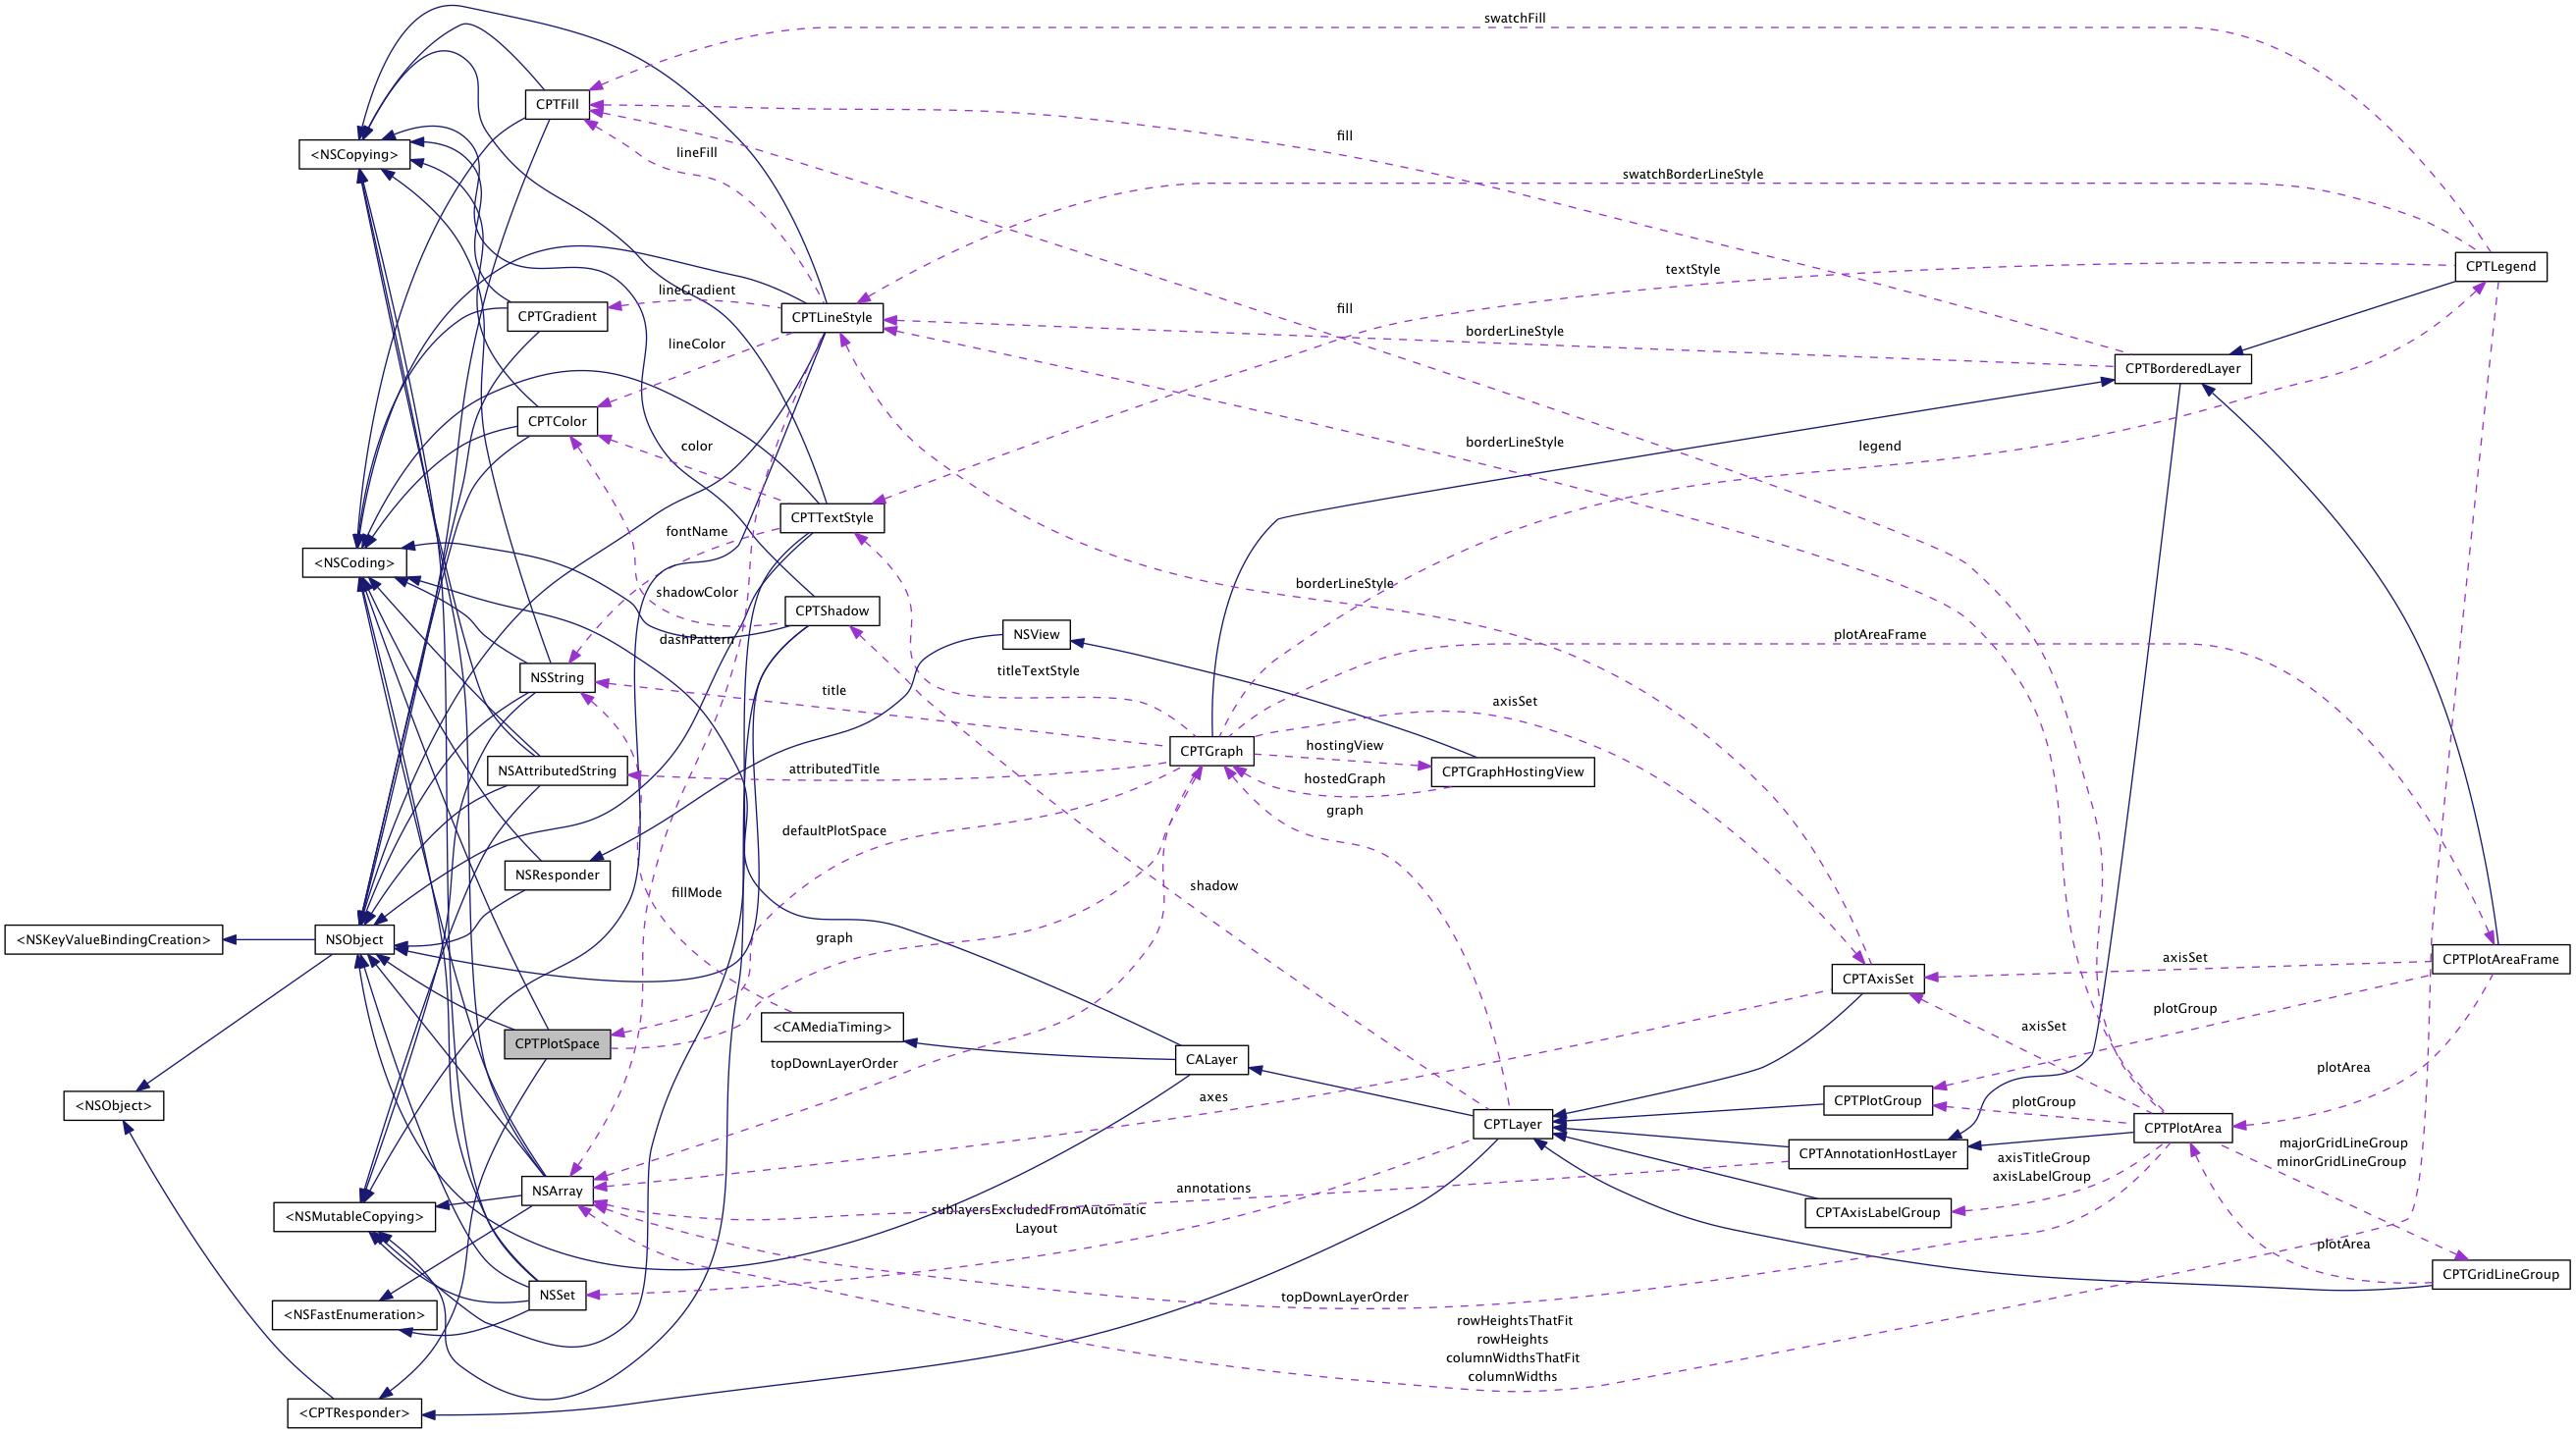 swatchFill
CPTFill
fill
<NSCopying>
lineFill
swatchBorderLineStyle
textStyle
CPTLegend
lineGradient
CPTGradient
CPTLineStyle
fill
borderLineStyle
lineColor
CPTBorderedLayer
CPTColor
color
borderLineStyle
legend
CPTTextStyle
fontName
<NSCoding>
shadowColor
borderLineStyle
CPTShadow
dashPattern
NSView
plotAreaFrame
NSString
titleTextStyle
title
axisSet
CPTGraph
hostingView
NSAttributedString
attributedTitle
hostedGraph
CPTGraphHostingView
graph
defaultPlotSpace
NSResponder
fillMode
shadow
<NSKeyValueBindingCreation>
NSObject
graph
axisSet
CPTPlotAreaFrame
CPTAxisSet
plotGroup
CPTPlotSpace
<CAMediaTiming>
axisSet
topDownLayerOrder
CALayer
plotArea
<NSObject>
axes
CPTPlotGroup
plotGroup
CPTLayer
CPTPlotArea
majorGridLineGroup
minorGridLineGroup
CPTAnnotationHostLayer
axisTitleGroup
axisLabelGroup
NSArray
annotations
<NSMutableCopying>
sublayersExcludedFromAutomatic
Layout
CPTAxisLabelGroup
plotArea
CPTGridLineGroup
NSSet
topDownLayerOrder
<NSFastEnumeration>
rowHeightsThatFit
rowHeights
columnWidthsThatFit
columnWidths
<CPTResponder>